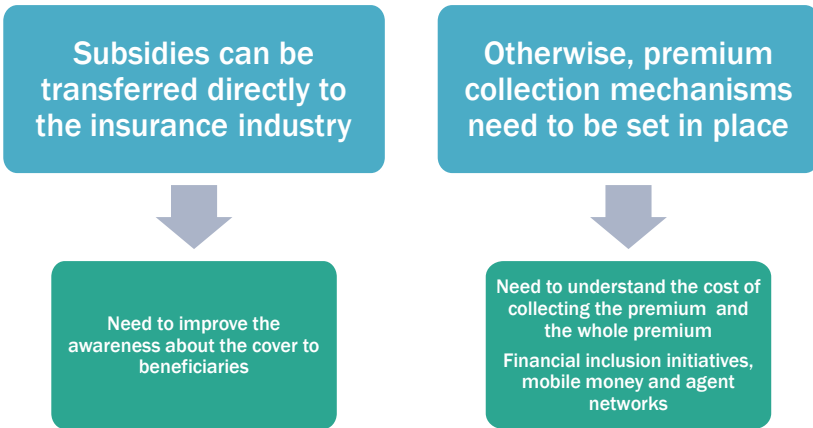 Subsidies can be
transferred directly to
the insurance industry
Otherwise, premium
collection mechanisms
need to be set in place
Need to improve the
awareness about the cover to
beneficiaries
Need to understand the cost of
collecting the premium and
the whole premium
Financial inclusion initiatives,
mobile money and agent
networks